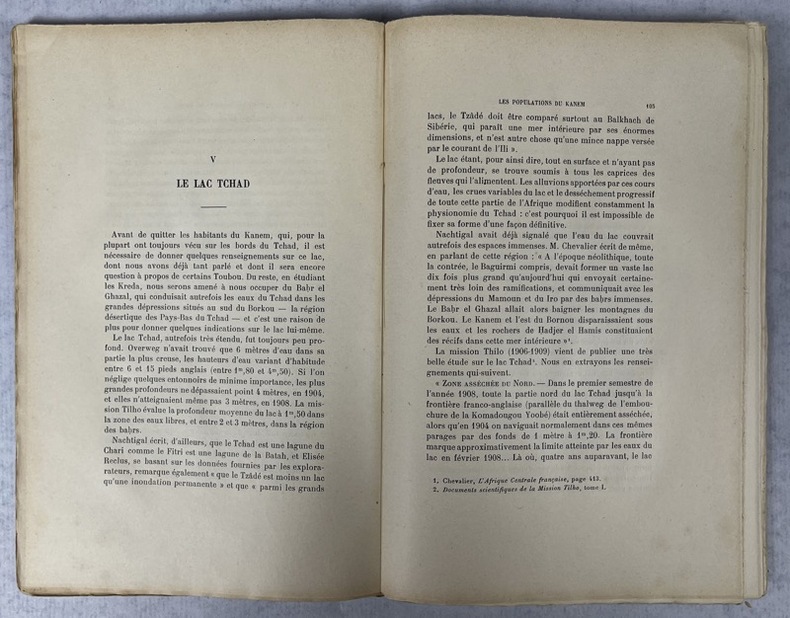 V
LE LAC TCHAD
Avant de quitter les habitants du Kanem, qui, pour la
plupart ont toujours vécu sur les bords du Tchad, il est
nécessaire de donner quelques renseignements sur ce lac,
dont nous avons déjà tant parlé et dont il sera encore
question à propos de certains Toubou. Du reste, en étudiant
les Kreda, nous serons amené à nous occuper du Baḥr el
Ghazal, qui conduisait autrefois les eaux du Tchad dans les
grandes dépressions situées au sud du Borkou — la région
désertique des Pays-Bas du Tchad — et c'est une raison de
plus pour donner quelques indications sur le lac lui-même.
Le lac Tchad, autrefois très étendu, fut toujours peu pro-
fond. Overweg n'avait trouvé que 6 mètres d'eau dans sa
partie la plus creuse, les hauteurs d'eau variant d'habitude
entre 6 et 15 pieds anglais (entre 1m,80 et 4m,50). Si l'on
néglige quelques entonnoirs de minime importance, les plus
grandes profondeurs ne dépassaient point 4 mètres, en 1904,
et elles n'atteignaient même pas 3 mètres, en 1908. La mis-
sion Tilho évalue la profondeur moyenne du lac à 1m,50 dans
la zone des eaux libres, et entre 2 et 3 mètres, dans la région
des baḥrs.
Nachtigal écrit, d'ailleurs, que le Tchad est une lagune du
Chari comme le Fitri est une lagune de la Batah, et Elisée
Reclus, se basant sur les données fournies par les explora-
rateurs, remarque également « que le Tzâdé est moins un lac
qu'une inondation permanente » et que « parmi les grands
LES POPULATIONS DU KANEM 103
lacs, le Tzâdé doit être comparé surtout au Balkhach de
Sibérie, qui paraît une mer intérieure par ses énormes
dimensions, et n'est autre chose qu'une mince nappe versée
par le courant de l'Ili ».
Le lac étant, pour ainsi dire, tout en surface et n'ayant pas
de profondeur, se trouve soumis à tous les caprices des
fleuves qui l'alimentent. Les alluvions apportées par ces cours
d'eau, les crues variables du lac et le desséchement progressif
de toute cette partie de l'Afrique modifient constamment la
physionomie du Tchad : c'est pourquoi il est impossible de
fixer sa forme d'une façon définitive.
Nachtigal avait déjà signalé que l'eau du lac couvrait
autrefois des espaces immenses. M. Chevalier écrit de même,
en parlant de cette région : « A l'époque néolithique, toute
la contrée, le Baguirmi compris, devait former un vaste lac
dix fois plus grand qu'aujourd'hui qui envoyait certaine-
ment très loin des ramifications, et communiquait avec les
dépressions du Mamoun et du Iro par des baḥrs immenses.
Le Baḥr el Ghazal allait alors baigner les montagnes du
Borkou. Le Kanem et l'est du Bornou disparaissaient sous
les eaux et les rochers de Ḥadjer el Hamis constituaient
des récifs dans cette mer intérieure »¹.
La mission Thilo (1906-1909) vient de publier une très
belle étude sur le lac Tchad². Nous en extrayons les rensei-
gnements qui suivent.
« ZONE ASSÉCHÉE DU NORD. — Dans le premier semestre de
l'année 1908, toute la partie nord du lac Tchad jusqu'à la
frontière franco-anglaise (parallèle du thalweg de l'embou-
chure de la Komadougou Yoobé) était entièrement asséchée,
alors qu'en 1904 on naviguait normalement dans ces mêmes
parages par des fonds de 1 mètre à 1m,20. La frontière
marque approximativement la limite atteinte par les eaux du
lac en février 1908... Là où, quatre ans auparavant, le lac
1. Chevalier, L'Afrique Centrale française, page 413.
2. Documents scientifiques de la Mission Tilho, tome I.